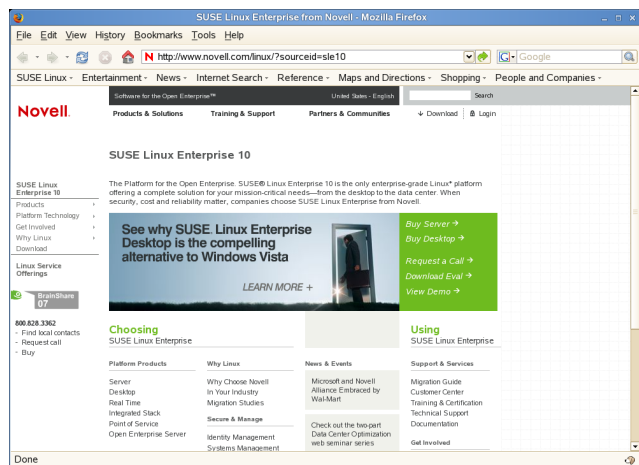 SUSE Linux Enterprise from Novell - Mozilla Firefox
File Edit View History Bookmarks Tools Help
N http://www.novell.com/linux/?sourceid=sle10
G Google
SUSE Linux Entertainment News Internet Search Reference Maps and Directions Shopping People and Companies
Software for the Open Enterprise™ United States - English Search
Novell.
Products & Solutions Training & Support Partners & Communities Download Login
SUSE Linux Enterprise 10
The Platform for the Open Enterprise. SUSE® Linux Enterprise 10 is the only enterprise-grade Linux* platform
offering a complete solution for your mission-critical needs—from the desktop to the data center. When
security, cost and reliability matter, companies choose SUSE Linux Enterprise from Novell.
SUSE Linux
Enterprise 10
Products
Platform Technology
Get Involved
Why Linux
Download
Linux Service
Offerings
BrainShare
07
800.828.3362
- Find local contacts
- Request call
- Buy
See why SUSE. Linux Enterprise
Desktop is the compelling
alternative to Windows Vista
LEARN MORE +
Buy Server →
Buy Desktop →
Request a Call →
Download Eval →
View Demo →
Choosing
SUSE Linux Enterprise
Using
SUSE Linux Enterprise
Platform Products
Server
Desktop
Real Time
Integrated Stack
Point of Service
Open Enterprise Server
Why Linux
Why Choose Novell
In Your Industry
Migration Studies
Secure & Manage
Identity Management
Systems Management
News & Events
Microsoft and Novell
Alliance Embraced by
Wal-Mart
Check out the two-part
Data Center Optimization
web seminar series
Support & Services
Migration Guide
Customer Center
Training & Certification
Technical Support
Documentation
Get Involved
Done